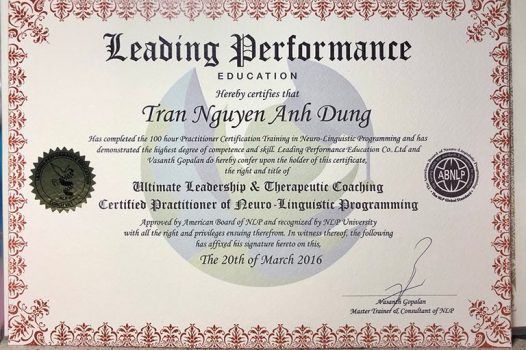 Leading Performance
EDUCATION
Hereby certifies that
Tran Nguyen Anh Dung
Has completed the 100 hour Practitioner Certification Training in Neuro-Linguistic Programming and has
demonstrated the highest degree of competence and skill. Leading Performance Education Co. Ltd and
Vasanth Gopalan do hereby confer upon the holder of this certificate,
the right and title of
Ultimate Leadership & Therapeutic Coaching
Certified Practitioner of Neuro-Linguistic Programming
ABNLP
Approved by American Board of NLP and recognized by NLP University
with all the right and privileges ensuing therefrom. In witness thereof, the following
has affixed his signature hereto on this,
The 20th of March 2016
Vasanth Gopalan
Master Trainer & Consultant of NLP